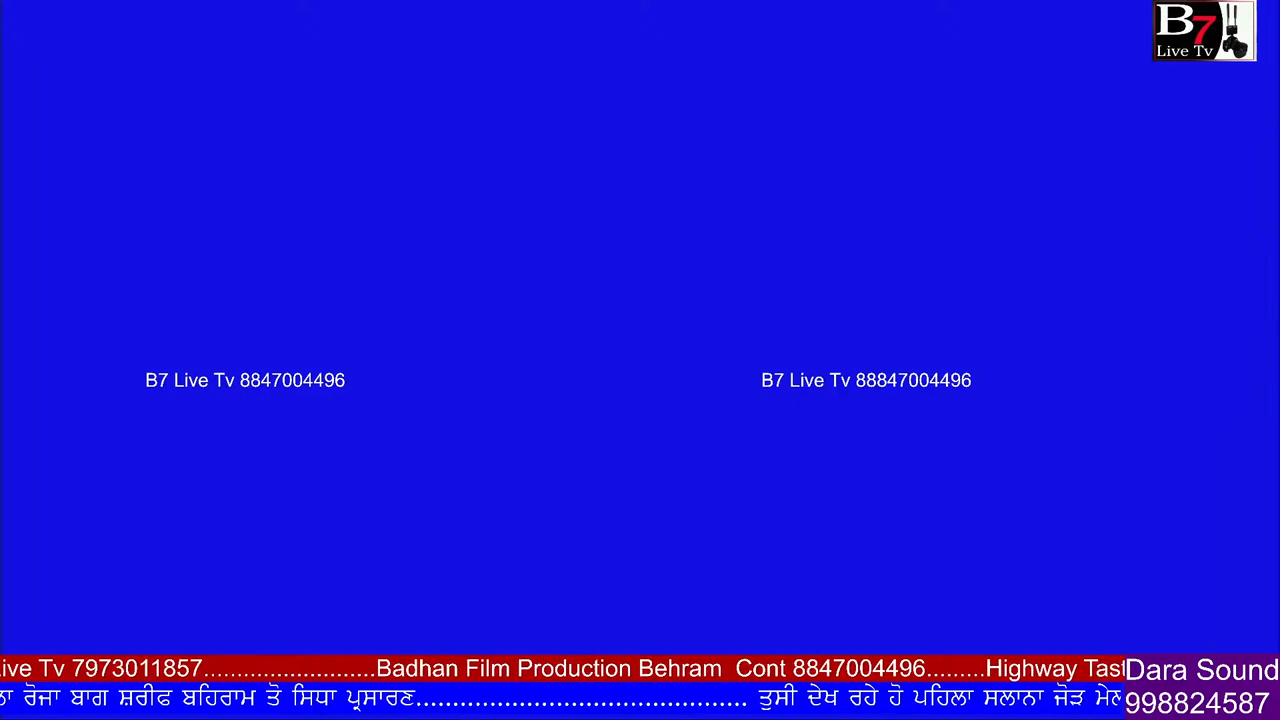 B7
Live Tv
B7 Live Tv 8847004496
B7 Live Tv 88847004496
ive Tv 7973011857..........................Badhan Film Production Behram Cont 8847004496.........Highway Tast
Dara Sound
ਲਾ ਰੋਜਾ ਬਾਗ ਸ਼ਰੀਫ ਬਹਿਰਾਮ ਤੋ ਸਿਧਾ ਪ੍ਰਸਾਰਣ............................................. ਤੁਸੀ ਦੇਖ ਰਹੇ ਹੋ ਪਹਿਲਾ ਸਲਾਨਾ ਜੋੜ ਮੇਲ
998824587